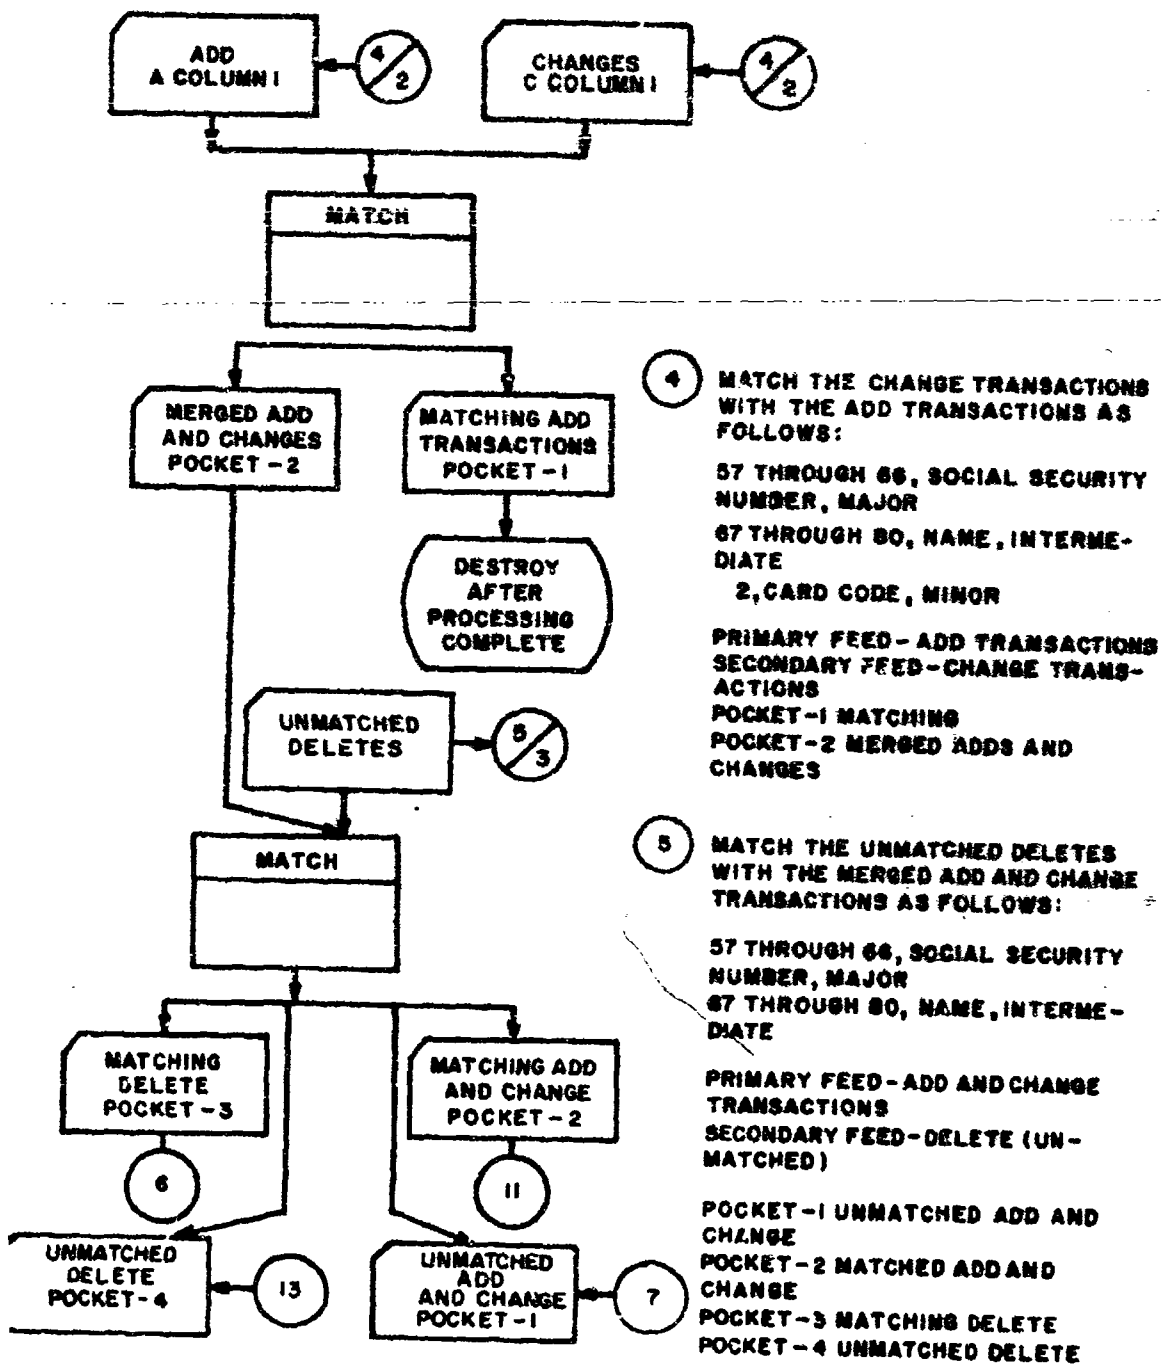 ADD
A COLUMN 1
4/2
CHANGES
C COLUMN 1
4/2
MATCH
MERGED ADD
AND CHANGES
POCKET-2
MATCHING ADD
TRANSACTIONS
POCKET-1
DESTROY
AFTER
PROCESSING
COMPLETE
UNMATCHED
DELETES
5/3
MATCH
MATCHING
DELETE
POCKET-3
MATCHING ADD
AND CHANGE
POCKET-2
6
11
UNMATCHED
DELETE
POCKET-4
13
UNMATCHED
ADD
AND CHANGE
POCKET-1
7
4 MATCH THE CHANGE TRANSACTIONS
WITH THE ADD TRANSACTIONS AS
FOLLOWS:
57 THROUGH 66, SOCIAL SECURITY
NUMBER, MAJOR
67 THROUGH 80, NAME, INTERME-
DIATE
2, CARD CODE, MINOR
PRIMARY FEED-ADD TRANSACTIONS
SECONDARY FEED-CHANGE TRANS-
ACTIONS
POCKET-1 MATCHING
POCKET-2 MERGED ADDS AND
CHANGES
5 MATCH THE UNMATCHED DELETES
WITH THE MERGED ADD AND CHANGE
TRANSACTIONS AS FOLLOWS:
57 THROUGH 66, SOCIAL SECURITY
NUMBER, MAJOR
67 THROUGH 80, NAME, INTERME-
DIATE
PRIMARY FEED-ADD AND CHANGE
TRANSACTIONS
SECONDARY FEED-DELETE (UN-
MATCHED)
POCKET-1 UNMATCHED ADD AND
CHANGE
POCKET-2 MATCHED ADD AND
CHANGE
POCKET-3 MATCHING DELETE
POCKET-4 UNMATCHED DELETE